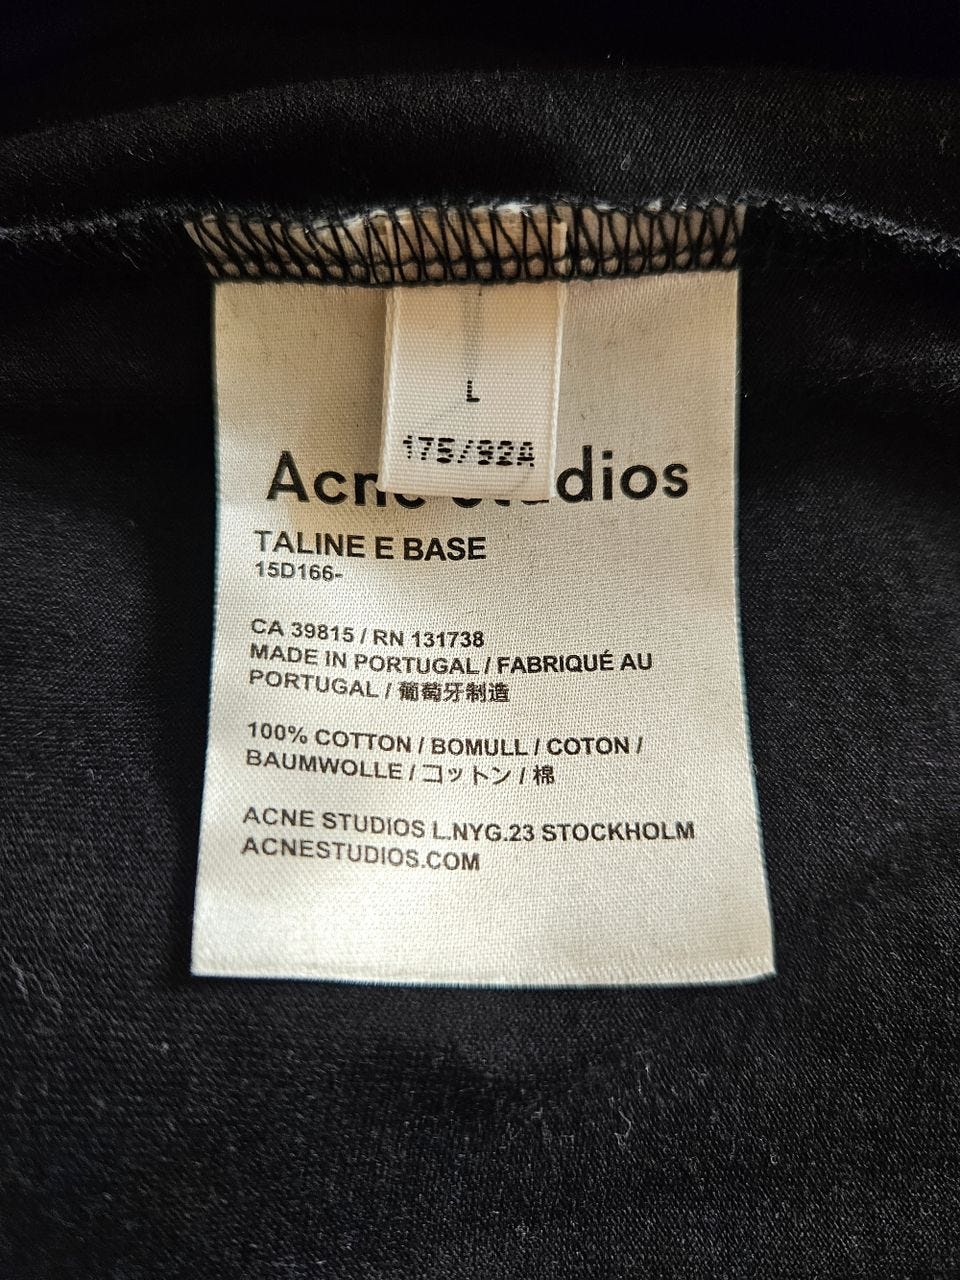 L
175/92A
Acne Studios
TALINE E BASE
15D166-
CA 39815 / RN 131738
MADE IN PORTUGAL / FABRIQUÉ AU
PORTUGAL / 葡萄牙制造
100% COTTON / BOMULL / COTON /
BAUMWOLLE / コットン / 棉
ACNE STUDIOS L.NYG.23 STOCKHOLM
ACNESTUDIOS.COM